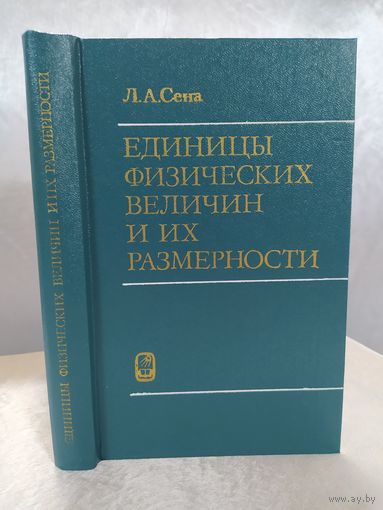 Л.А.Сена
ЕДИНИЦЫ
ФИЗИЧЕСКИХ
ВЕЛИЧИН
И ИХ
РАЗМЕРНОСТИ
ЕДИНИЦЫ ФИЗИЧЕСКИХ ВЕЛИЧИН И ИХ РАЗМЕРНОСТИ
www.ay.by